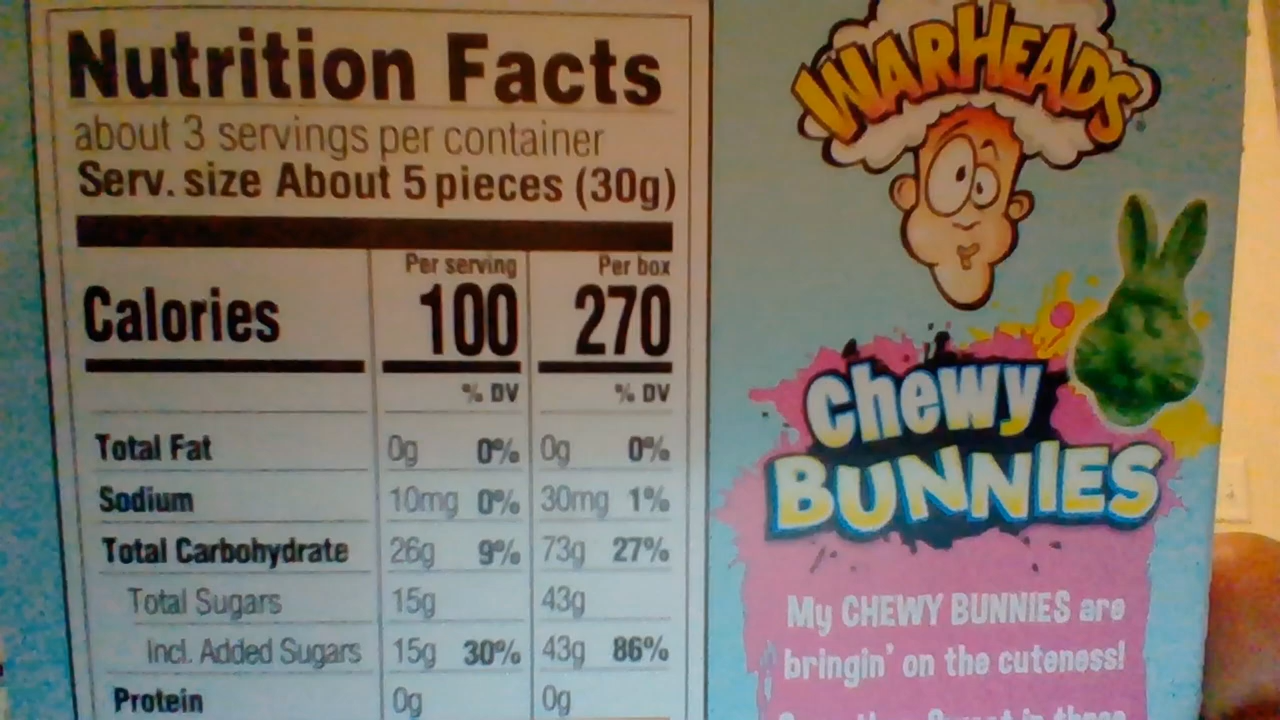 Nutrition Facts
about 3 servings per container
Serv. size About 5 pieces (30g)
Per serving Per box
Calories 100 270
% DV % DV
Total Fat 0g 0% 0g 0%
Sodium 10mg 0% 30mg 1%
Total Carbohydrate 26g 9% 73g 27%
Total Sugars 15g 43g
Incl. Added Sugars 15g 30% 43g 86%
Protein 0g 0g
WARHEADS
Chewy
BUNNIES
My CHEWY BUNNIES are
bringin' on the cuteness!